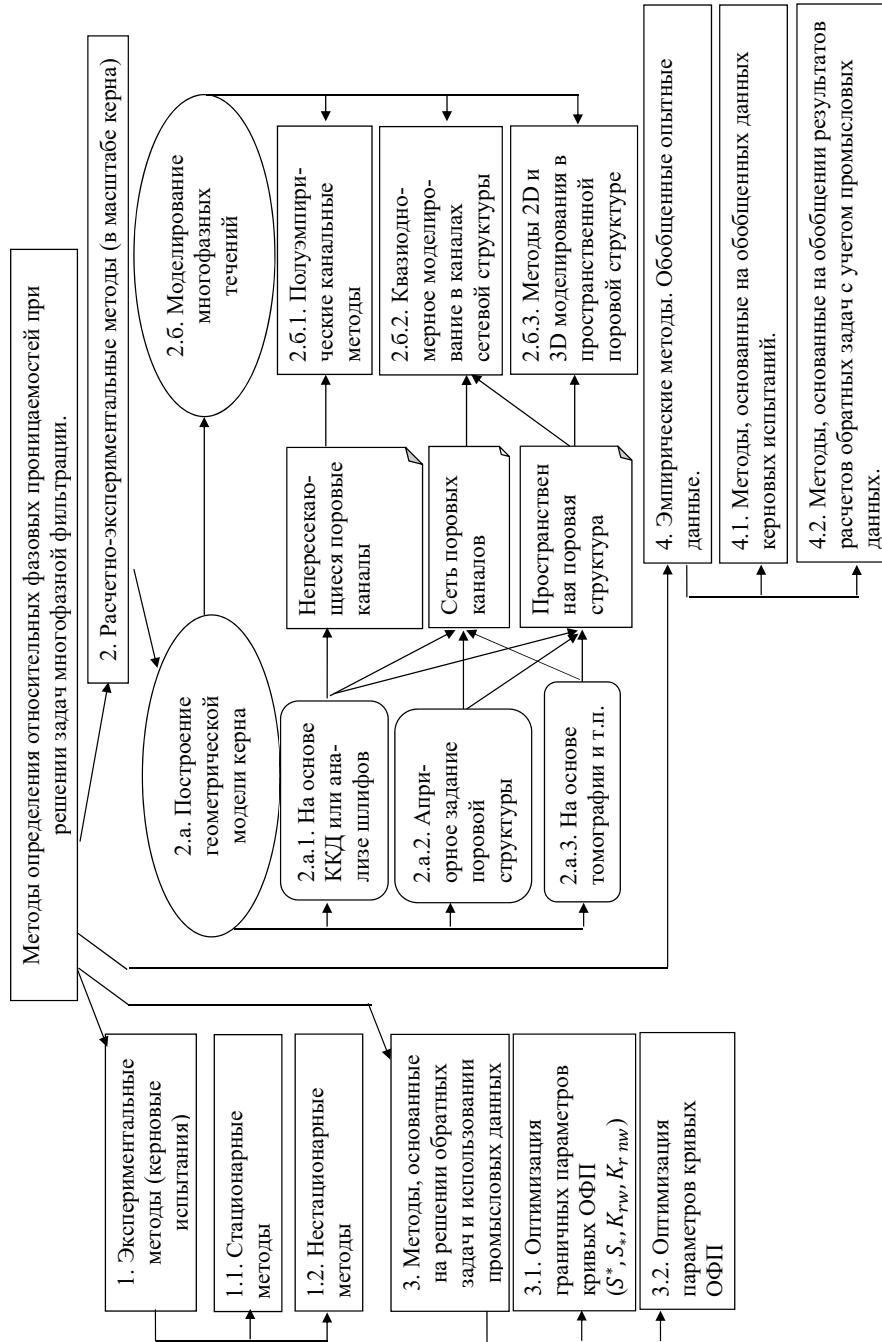 Методы определения относительных фазовых проницаемостей при
решении задач многофазной фильтрации.
1. Экспериментальные
методы (керновые
испытания)
1.1. Стационарные
методы
1.2. Нестационарные
методы
2. Расчетно-экспериментальные методы (в масштабе керна)
2.а. Построение
геометрической
модели керна
2.б. Моделирование
многофазных
течений
2.а.1. На основе
ККД или ана-
лизе шлифов
2.а.2. Апри-
орное задание
поровой
структуры
2.а.3. На основе
томографии и т.п.
Непересекаю-
щиеся поровые
каналы
Сеть поровых
каналов
Пространствен
ная поровая
структура
2.б.1. Полуэмпири-
ческие канальные
методы
2.б.2. Квазиодно-
мерное моделиро-
вание в каналах
сетевой структуры
2.б.3. Методы 2D и
3D моделирования в
пространственной
поровой структуре
3. Методы, основанные
на решении обратных
задач и использовании
промысловых данных
3.1. Оптимизация
граничных параметров
кривых ОФП
(S*, S*, Krw, Kr nw)
3.2. Оптимизация
параметров кривых
ОФП
4. Эмпирические методы. Обобщенные опытные
данные.
4.1. Методы, основанные на обобщенных данных
керновых испытаний.
4.2. Методы, основанные на обобщении результатов
расчетов обратных задач с учетом промысловых
данных.